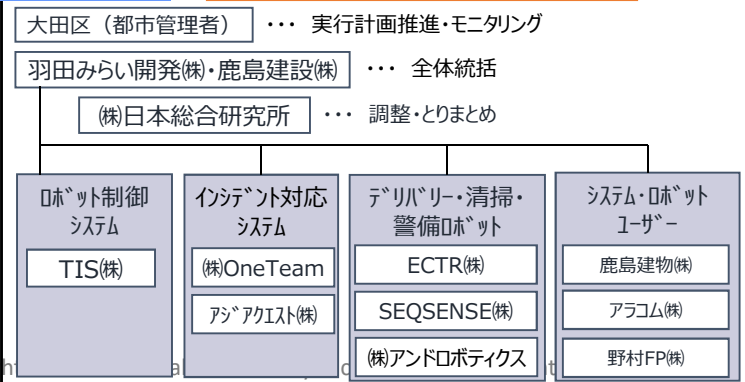 大田区（都市管理者） ･･･ 実行計画推進・モニタリング
羽田みらい開発㈱・鹿島建設㈱ ･･･ 全体統括
㈱日本総合研究所 ･･･ 調整・とりまとめ
ﾛﾎﾞｯﾄ制御
ｼｽﾃﾑ
TIS㈱
ｲﾝｼﾃﾞﾝﾄ対応
ｼｽﾃﾑ
㈱OneTeam
ｱｼﾞｱｸｴｽﾄ㈱
ﾃﾞﾘﾊﾞﾘｰ・清掃・
警備ﾛﾎﾞｯﾄ
ECTR㈱
SEQSENSE㈱
㈱アンドロボティクス
ｼｽﾃﾑ・ﾛﾎﾞｯﾄ
ﾕｰｻﾞｰ
鹿島建物㈱
アラコム㈱
野村FP㈱